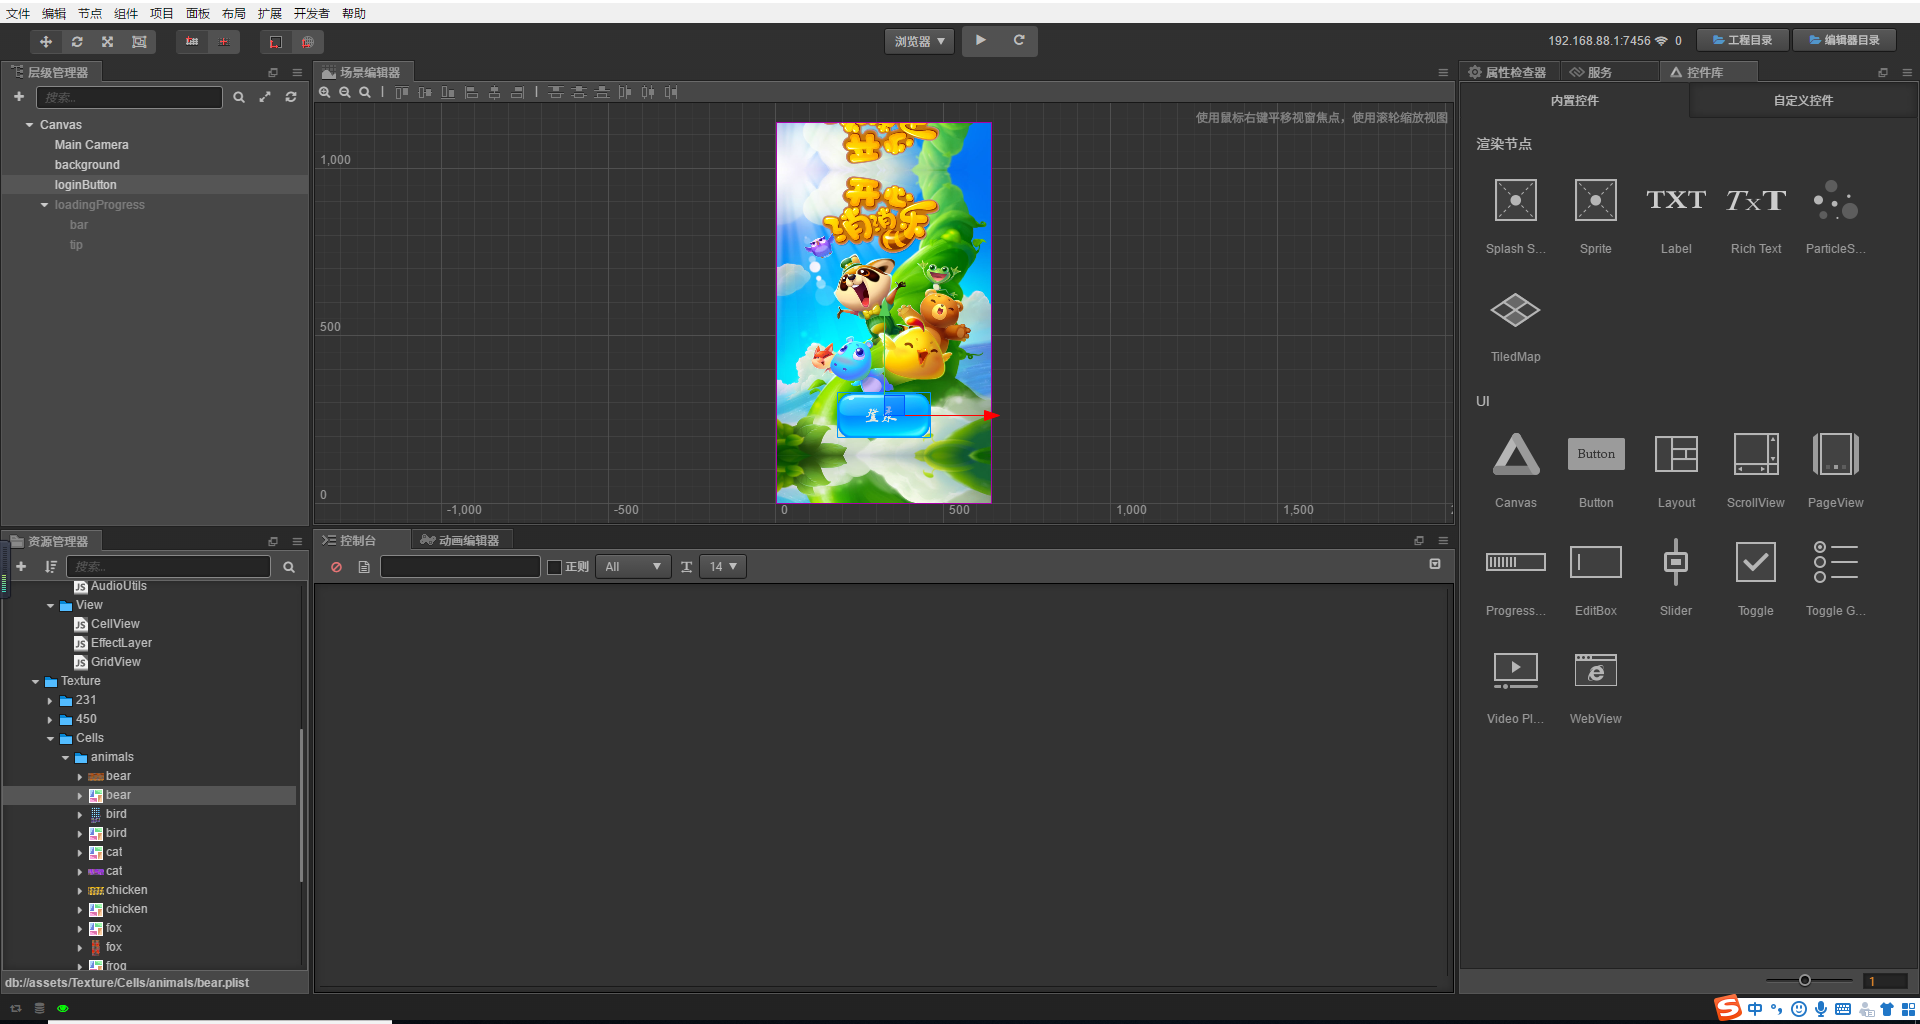 文件 编辑 节点 组件 项目 面板 布局 扩展 开发者 帮助
浏览器
192.168.88.1:7456 0 工程目录 编辑器目录
层级管理器
搜索...
Canvas
Main Camera
background
loginButton
loadingProgress
bar
tip
场景编辑器
使用鼠标右键平移视窗焦点，使用滚轮缩放视图
1,000
500
0
-1,000 -500 0 500 1,000 1,500
开心
消消乐
登录
属性检查器 服务 控件库
内置控件 自定义控件
渲染节点
TXT TXT
Splash S... Sprite Label Rich Text ParticleS...
TiledMap
UI
Button
Canvas Button Layout ScrollView PageView
Progress... EditBox Slider Toggle Toggle G...
Video Pl... WebView
1
资源管理器
搜索...
AudioUtils
View
CellView
EffectLayer
GridView
Texture
231
450
Cells
animals
bear
bear
bird
bird
cat
cat
chicken
chicken
fox
fox
frog
db://assets/Texture/Cells/animals/bear.plist
控制台 动画编辑器
正则 All 14
中